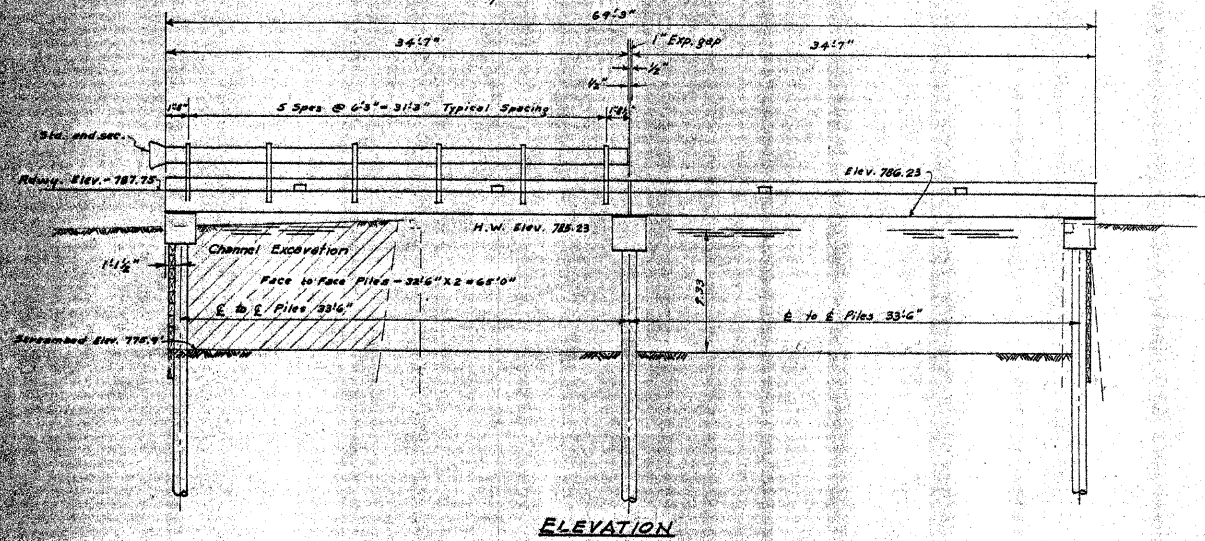 69'-3"
34'-7"
1" Exp. gap
34'-7"
1/2"
1/2"
5 Spcs @ 6'-3" = 31'-3" Typical Spacing
Std. end sec.
Rdwy. Elev. - 787.75
Elev. 786.23
H.W. Elev. 785.23
Channel Excavation
1'-1 1/2"
Face to Face Piles - 32'-6" X 2 = 65'-0"
9.33
℄ to ℄ Piles 33'-6"
℄ to ℄ Piles 33'-6"
Streambed Elev. 775.9
ELEVATION